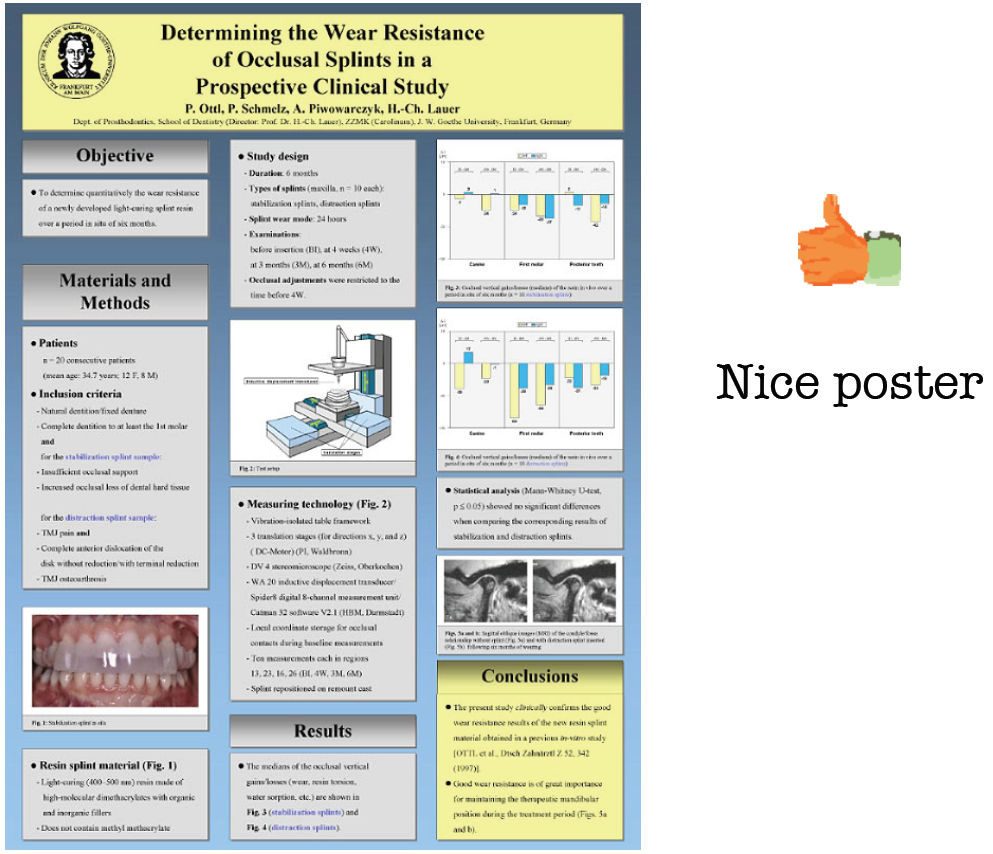 Determining the Wear Resistance
of Occlusal Splints in a
Prospective Clinical Study
P. Ottl, P. Schmelz, A. Piwowarczyk, H.-Ch. Lauer
Dept. of Prosthodontics, School of Dentistry (Director: Prof. Dr. H.-Ch. Lauer), ZZMK (Carolinum), J. W. Goethe University, Frankfurt, Germany
FRANKFURT
AM MAIN
Objective
● To determine quantitatively the wear resistance
of a newly developed light-curing splint resin
over a period in situ of six months.
Materials and
Methods
● Patients
n = 20 consecutive patients
(mean age: 34.7 years; 12 F, 8 M)
● Inclusion criteria
- Natural dentition/fixed denture
- Complete dentition to at least the 1st molar
and
for the stabilization splint sample:
- Insufficient occlusal support
- Increased occlusal loss of dental hard tissue
for the distraction splint sample:
- TMJ pain and
- Complete anterior dislocation of the
disk without reduction/with terminal reduction
- TMJ osteoarthrosis
Fig. 1: Stabilization splint in situ
● Resin splint material (Fig. 1)
- Light-curing (400–500 nm) resin made of
high-molecular dimethacrylates with organic
and inorganic fillers
- Does not contain methyl methacrylate
● Study design
- Duration: 6 months
- Types of splints (maxilla, n = 10 each):
stabilization splints, distraction splints
- Splint wear mode: 24 hours
- Examinations:
before insertion (BI), at 4 weeks (4W),
at 3 months (3M), at 6 months (6M)
- Occlusal adjustments were restricted to the
time before 4W.
Inductive displacement transducer
Translation stages
Fig. 2: Test setup
● Measuring technology (Fig. 2)
- Vibration-isolated table framework
- 3 translation stages (for directions x, y, and z)
( DC-Motor) (PI, Waldbronn)
- DV 4 stereomicroscope (Zeiss, Oberkochen)
- WA 20 inductive displacement transducer/
Spider8 digital 8-channel measurement unit/
Catman 32 software V2.1 (HBM, Darmstadt)
- Local coordinate storage for occlusal
contacts during baseline measurements
- Ten measurements each in regions
13, 23, 16, 26 (BI, 4W, 3M, 6M)
- Splint repositioned on remount cast
Results
● The medians of the occlusal vertical
gains/losses (wear, resin torsion,
water sorption, etc.) are shown in
Fig. 3 (stabilization splints) and
Fig. 4 (distraction splints).
Canine First molar Posterior teeth
Fig. 3: Occlusal vertical gains/losses (medians) of the resin in vivo over a
period in situ of six months (n = 10 stabilization splints)
Canine First molar Posterior teeth
Fig. 4: Occlusal vertical gains/losses (medians) of the resin in vivo over a
period in situ of six months (n = 10 distraction splints)
● Statistical analysis (Mann-Whitney U-test,
p ≤ 0.05) showed no significant differences
when comparing the corresponding results of
stabilization and distraction splints.
Figs. 5a and b: Sagittal oblique images (MRI) of the condyle/fossa
relationship without splint (Fig. 5a) and with distraction splint inserted
(Fig. 5b) following six months of wearing
Conclusions
● The present study clinically confirms the good
wear resistance results of the new resin splint
material obtained in a previous in-vitro study
[OTTL et al., Dtsch Zahnärztl Z 52, 342
(1997)].
● Good wear resistance is of great importance
for maintaining the therapeutic mandibular
position during the treatment period (Figs. 5a
and b).
Nice poster